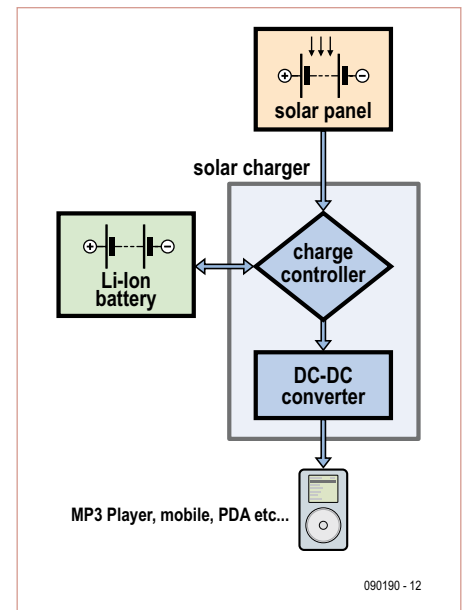 solar panel
solar charger
charge
controller
Li-Ion
battery
DC-DC
converter
MP3 Player, mobile, PDA etc...
090190 - 12